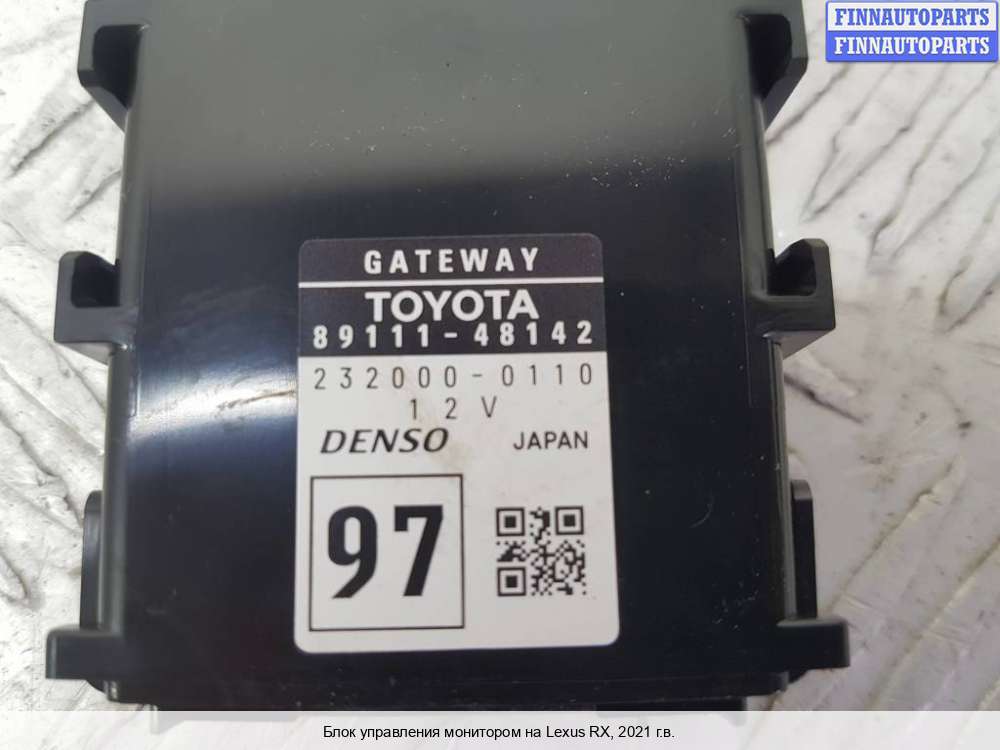 FINNAUTOPARTS
FINNAUTOPARTS
GATEWAY
TOYOTA
89111-48142
232000-0110
12V
DENSO JAPAN
97
Блок управления монитором на Lexus RX, 2021 г.в.